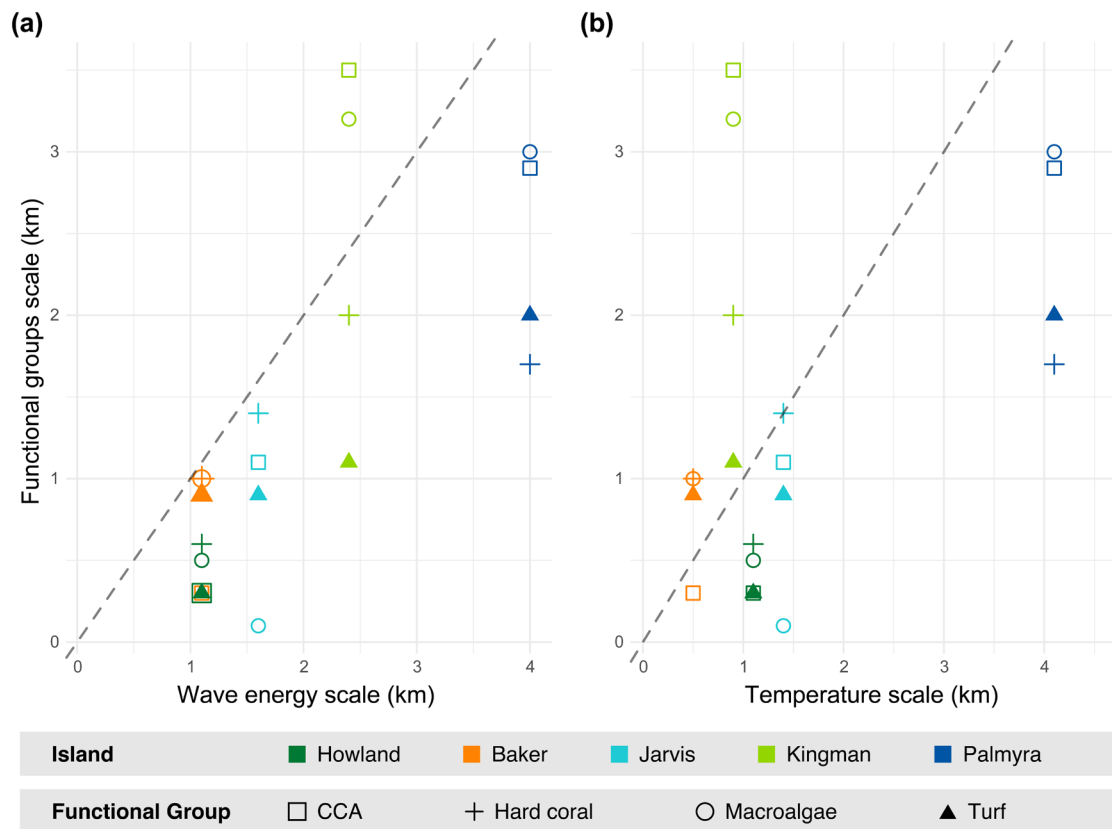 (a) (b)
Functional groups scale (km)
3
2
1
0
0 1 2 3 4
Wave energy scale (km)
3
2
1
0
0 1 2 3 4
Temperature scale (km)
Island Howland Baker Jarvis Kingman Palmyra
Functional Group CCA Hard coral Macroalgae Turf